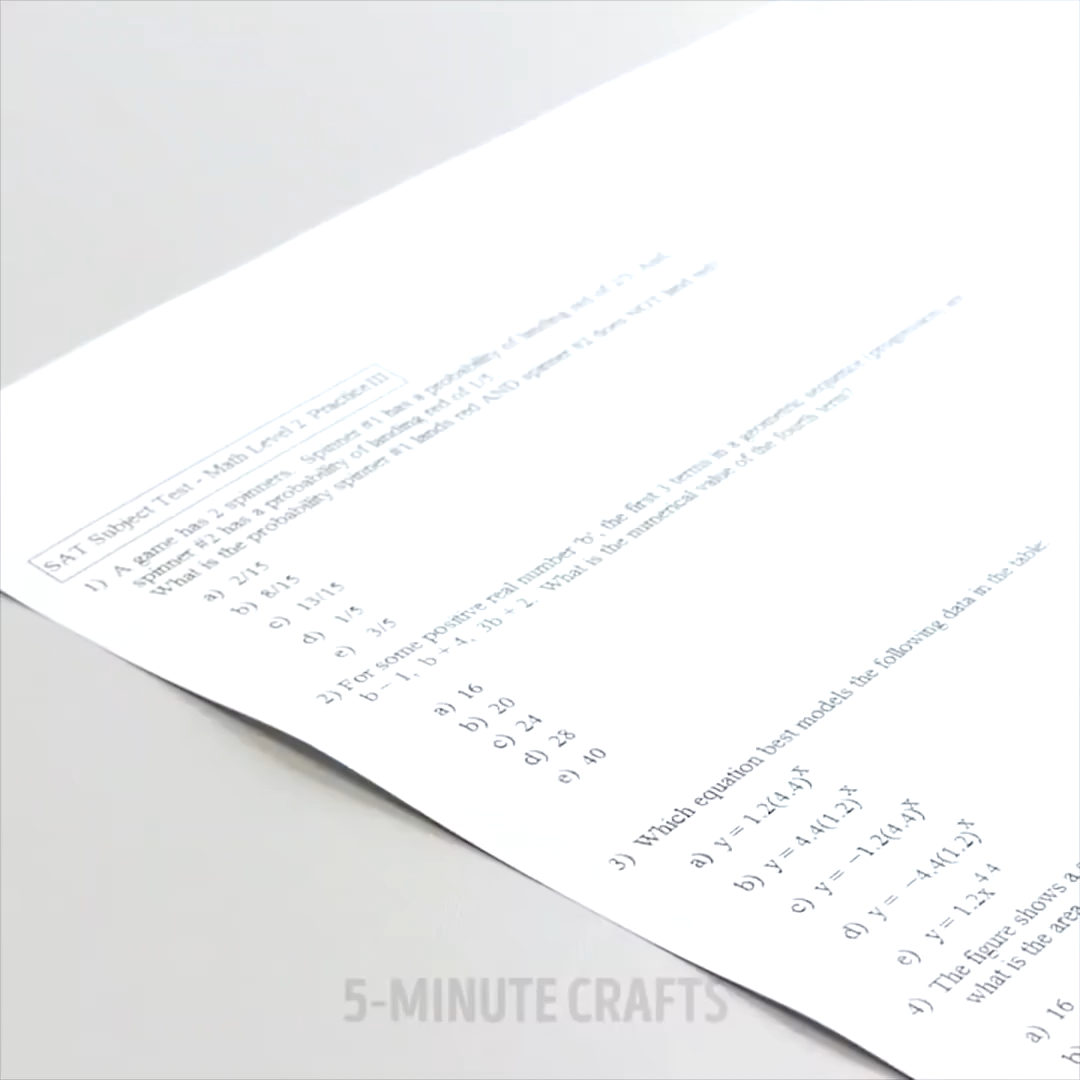 SAT Subject Test - Math Level 2 Practice III
1) A game has 2 spinners. Spinner #1 has a probability of landing red of 2/3. And
spinner #2 has a probability of landing red of 1/5
What is the probability spinner #1 lands red AND spinner #2 does NOT land red
a) 2/15
b) 8/15
c) 13/15
d) 1/5
e) 3/5
2) For some positive real number 'b', the first 3 terms in a geometric sequence (progression)
b – 1, b + 4, 3b + 2. What is the numerical value of the fourth term?
a) 16
b) 20
c) 24
d) 28
e) 40
3) Which equation best models the following data in the table
a) y = 1.2(4.4)^x
b) y = 4.4(1.2)^x
c) y = –1.2(4.4)^x
d) y = –4.4(1.2)^x
e) y = 1.2x^4.4
4) The figure shows a
what is the area
a) 16
b)
5-MINUTE CRAFTS